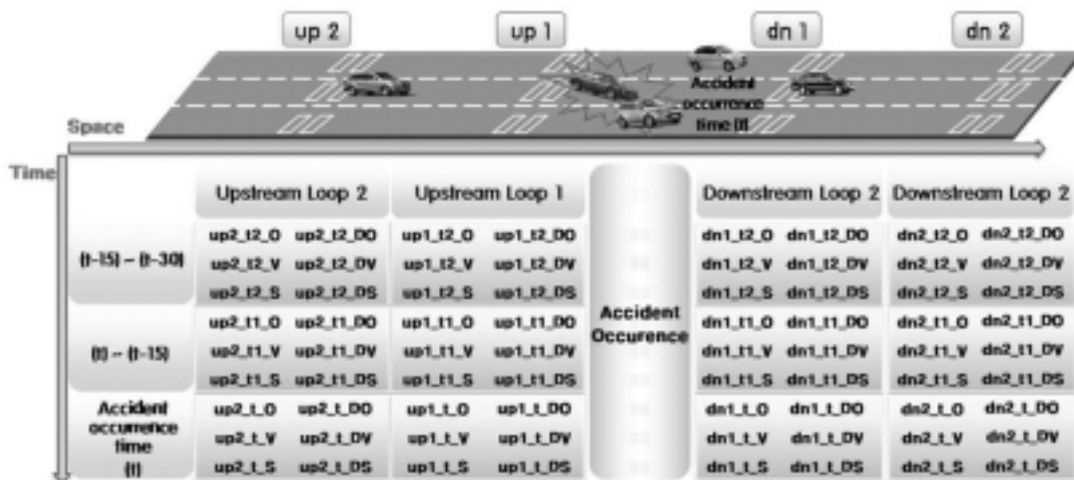 up 2 up 1 dn 1 dn 2
Accident
occurrence
time (t)
Space
Time
Upstream Loop 2 Upstream Loop 1 Downstream Loop 2 Downstream Loop 2
(t-15) ~ (t-30)
up2_t2_O up2_t2_DO up1_t2_O up1_t2_DO dn1_t2_O dn1_t2_DO dn2_t2_O dn2_t2_DO
up2_t2_V up2_t2_DV up1_t2_V up1_t2_DV dn1_t2_V dn1_t2_DV dn2_t2_V dn2_t2_DV
up2_t2_S up2_t2_DS up1_t2_S up1_t2_DS dn1_t2_S dn1_t2_DS dn2_t2_S dn2_t2_DS
Accident
Occurence
(t) ~ (t-15)
up2_t1_O up2_t1_DO up1_t1_O up1_t1_DO dn1_t1_O dn1_t1_DO dn2_t1_O dn2_t1_DO
up2_t1_V up2_t1_DV up1_t1_V up1_t1_DV dn1_t1_V dn1_t1_DV dn2_t1_V dn2_t1_DV
up2_t1_S up2_t1_DS up1_t1_S up1_t1_DS dn1_t1_S dn1_t1_DS dn2_t1_S dn2_t1_DS
Accident
occurrence
time
(t)
up2_t_O up2_t_DO up1_t_O up1_t_DO dn1_t_O dn1_t_DO dn2_t_O dn2_t_DO
up2_t_V up2_t_DV up1_t_V up1_t_DV dn1_t_V dn1_t_DV dn2_t_V dn2_t_DV
up2_t_S up2_t_DS up1_t_S up1_t_DS dn1_t_S dn1_t_DS dn2_t_S dn2_t_DS